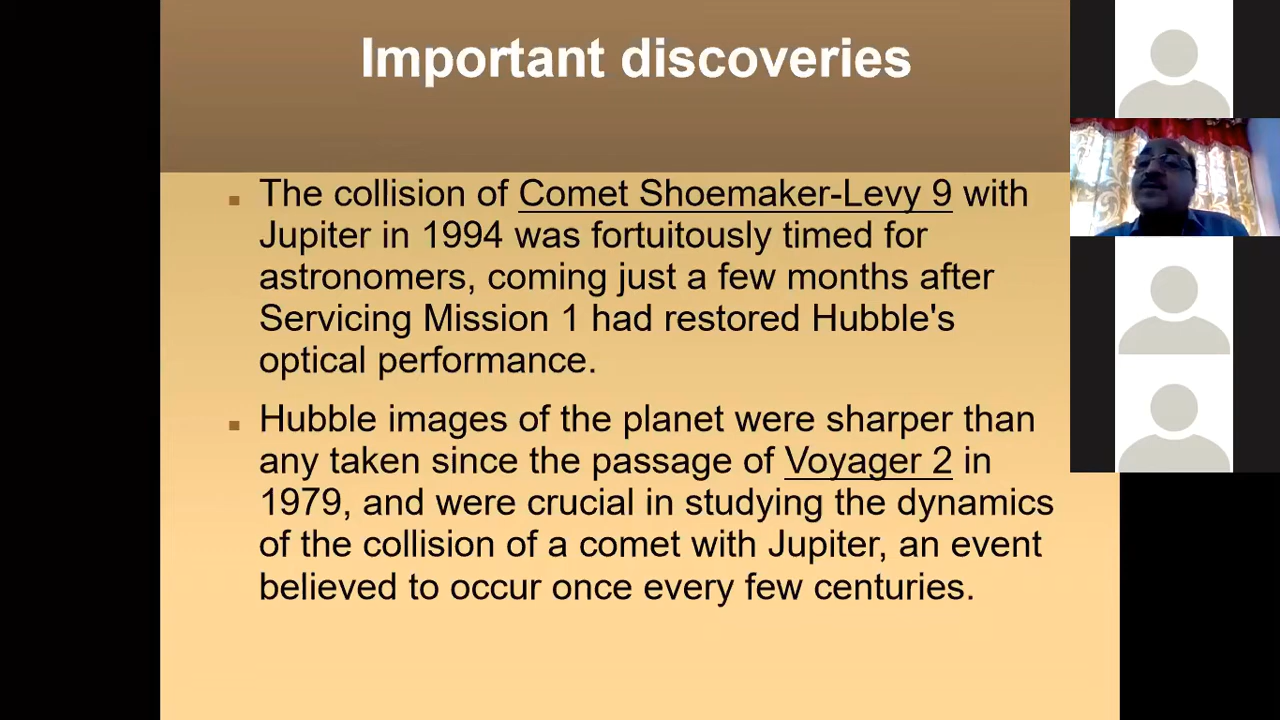 Important discoveries
The collision of Comet Shoemaker-Levy 9 with
Jupiter in 1994 was fortuitously timed for
astronomers, coming just a few months after
Servicing Mission 1 had restored Hubble's
optical performance.
Hubble images of the planet were sharper than
any taken since the passage of Voyager 2 in
1979, and were crucial in studying the dynamics
of the collision of a comet with Jupiter, an event
believed to occur once every few centuries.